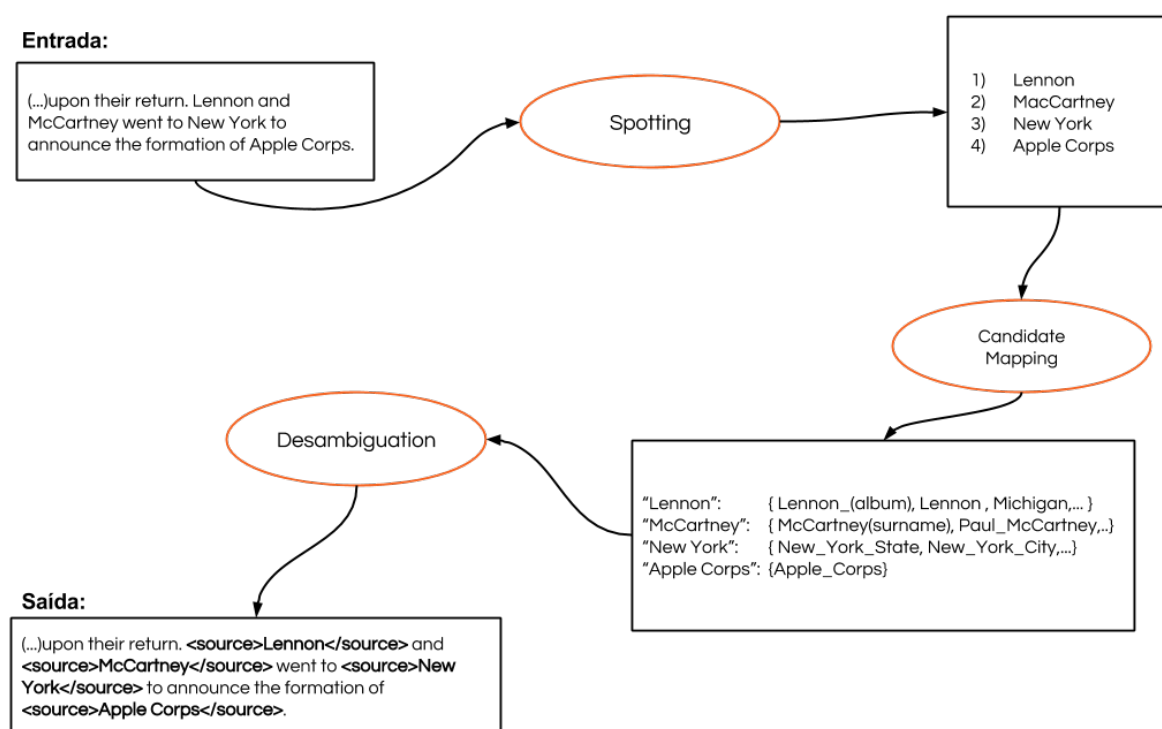 Entrada:
(...)upon their return. Lennon and
McCartney went to New York to
announce the formation of Apple Corps.
Spotting
1) Lennon
2) MacCartney
3) New York
4) Apple Corps
Candidate
Mapping
"Lennon": { Lennon_(album), Lennon , Michigan,... }
"McCartney": { McCartney(surname), Paul_McCartney,..}
"New York": { New_York_State, New_York_City,...}
"Apple Corps": {Apple_Corps}
Desambiguation
Saída:
(...)upon their return. <source>Lennon</source> and
<source>McCartney</source> went to <source>New
York</source> to announce the formation of
<source>Apple Corps</source>.